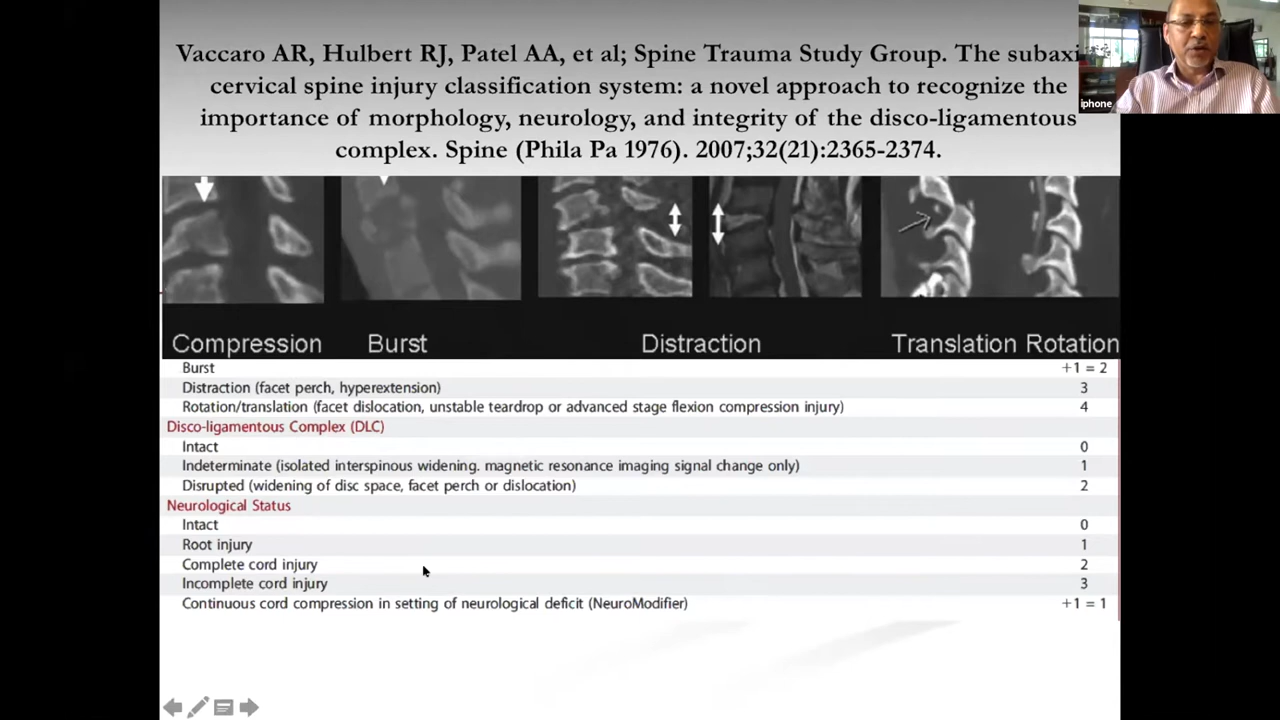 Vaccaro AR, Hulbert RJ, Patel AA, et al; Spine Trauma Study Group. The subaxi
cervical spine injury classification system: a novel approach to recognize the
importance of morphology, neurology, and integrity of the disco-ligamentous
complex. Spine (Phila Pa 1976). 2007;32(21):2365-2374.
iphone
Compression Burst Distraction Translation Rotation
Burst +1 = 2
Distraction (facet perch, hyperextension) 3
Rotation/translation (facet dislocation, unstable teardrop or advanced stage flexion compression injury) 4
Disco-ligamentous Complex (DLC)
Intact 0
Indeterminate (isolated interspinous widening. magnetic resonance imaging signal change only) 1
Disrupted (widening of disc space, facet perch or dislocation) 2
Neurological Status
Intact 0
Root injury 1
Complete cord injury 2
Incomplete cord injury 3
Continuous cord compression in setting of neurological deficit (NeuroModifier) +1 = 1